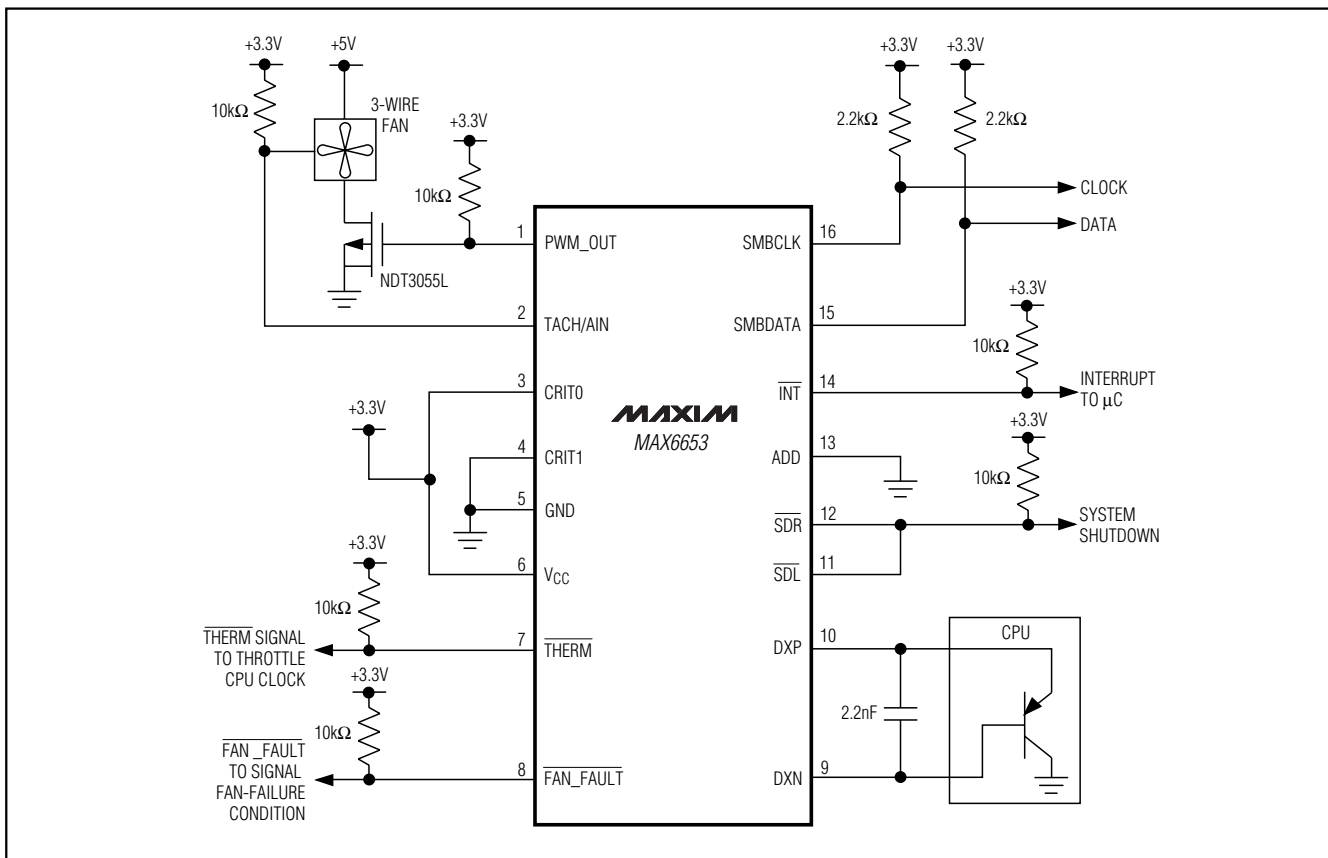 +3.3V
+5V
10kΩ
3-WIRE
FAN
+3.3V
10kΩ
NDT3055L
+3.3V
+3.3V
2.2kΩ
2.2kΩ
CLOCK
DATA
1
PWM_OUT
SMBCLK
16
2
TACH/AIN
SMBDATA
15
+3.3V
10kΩ
3
CRIT0
INT
14
INTERRUPT
TO μC
+3.3V
MAXIM
MAX6653
4
CRIT1
ADD
13
+3.3V
10kΩ
5
GND
SDR
12
SYSTEM
SHUTDOWN
6
VCC
SDL
11
+3.3V
10kΩ
THERM SIGNAL
TO THROTTLE
CPU CLOCK
7
THERM
DXP
10
CPU
2.2nF
+3.3V
10kΩ
FAN _FAULT
TO SIGNAL
FAN-FAILURE
CONDITION
8
FAN_FAULT
DXN
9